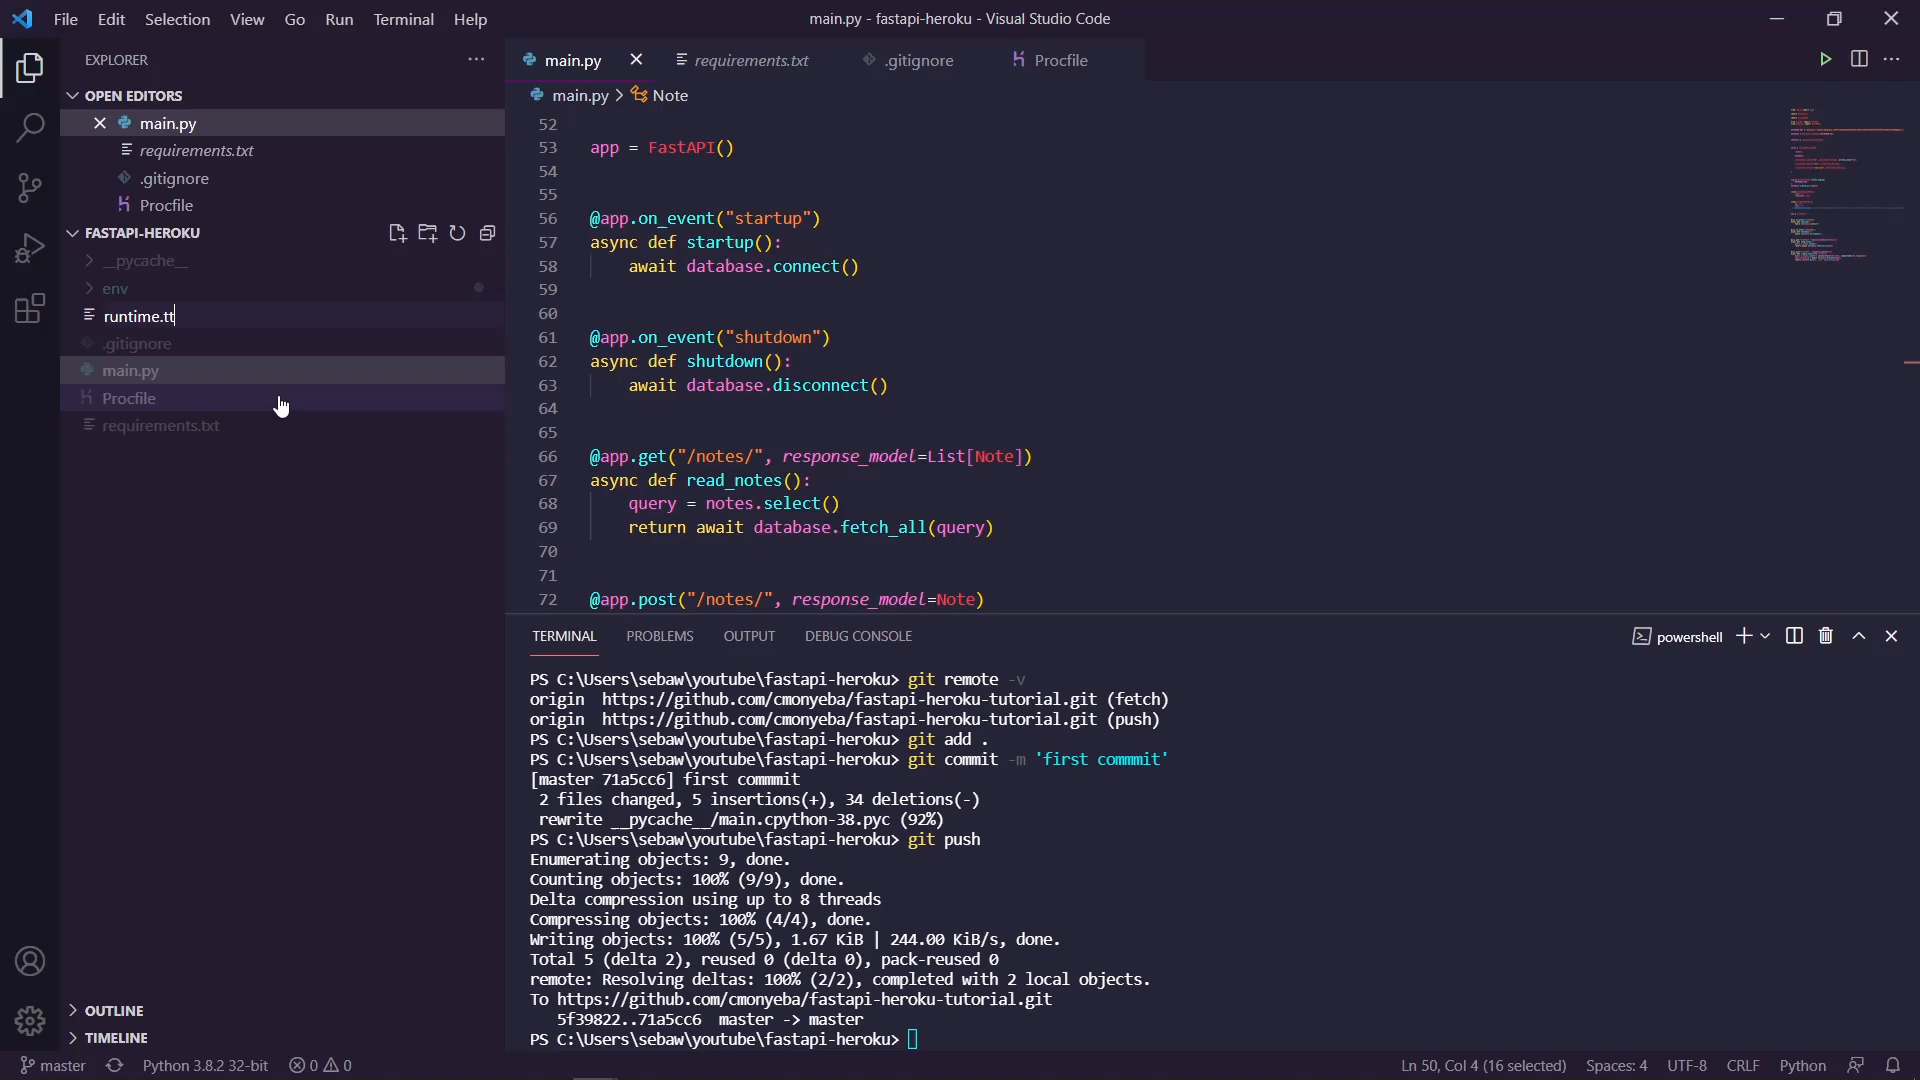 File Edit Selection View Go Run Terminal Help
main.py - fastapi-heroku - Visual Studio Code
EXPLORER
OPEN EDITORS
main.py
requirements.txt
.gitignore
Procfile
FASTAPI-HEROKU
__pycache__
env
runtime.tt
.gitignore
main.py
Procfile
requirements.txt
OUTLINE
TIMELINE
main.py requirements.txt .gitignore Procfile
main.py > Note
52
53 app = FastAPI()
54
55
56 @app.on_event("startup")
57 async def startup():
58 await database.connect()
59
60
61 @app.on_event("shutdown")
62 async def shutdown():
63 await database.disconnect()
64
65
66 @app.get("/notes/", response_model=List[Note])
67 async def read_notes():
68 query = notes.select()
69 return await database.fetch_all(query)
70
71
72 @app.post("/notes/", response_model=Note)
TERMINAL PROBLEMS OUTPUT DEBUG CONSOLE
powershell
PS C:\Users\sebaw\youtube\fastapi-heroku> git remote -v
origin https://github.com/cmonyeba/fastapi-heroku-tutorial.git (fetch)
origin https://github.com/cmonyeba/fastapi-heroku-tutorial.git (push)
PS C:\Users\sebaw\youtube\fastapi-heroku> git add .
PS C:\Users\sebaw\youtube\fastapi-heroku> git commit -m 'first commmit'
[master 71a5cc6] first commmit
2 files changed, 5 insertions(+), 34 deletions(-)
rewrite __pycache__/main.cpython-38.pyc (92%)
PS C:\Users\sebaw\youtube\fastapi-heroku> git push
Enumerating objects: 9, done.
Counting objects: 100% (9/9), done.
Delta compression using up to 8 threads
Compressing objects: 100% (4/4), done.
Writing objects: 100% (5/5), 1.67 KiB | 244.00 KiB/s, done.
Total 5 (delta 2), reused 0 (delta 0), pack-reused 0
remote: Resolving deltas: 100% (2/2), completed with 2 local objects.
To https://github.com/cmonyeba/fastapi-heroku-tutorial.git
5f39822..71a5cc6 master -> master
PS C:\Users\sebaw\youtube\fastapi-heroku>
master Python 3.8.2 32-bit 0 0 Ln 50, Col 4 (16 selected) Spaces: 4 UTF-8 CRLF Python